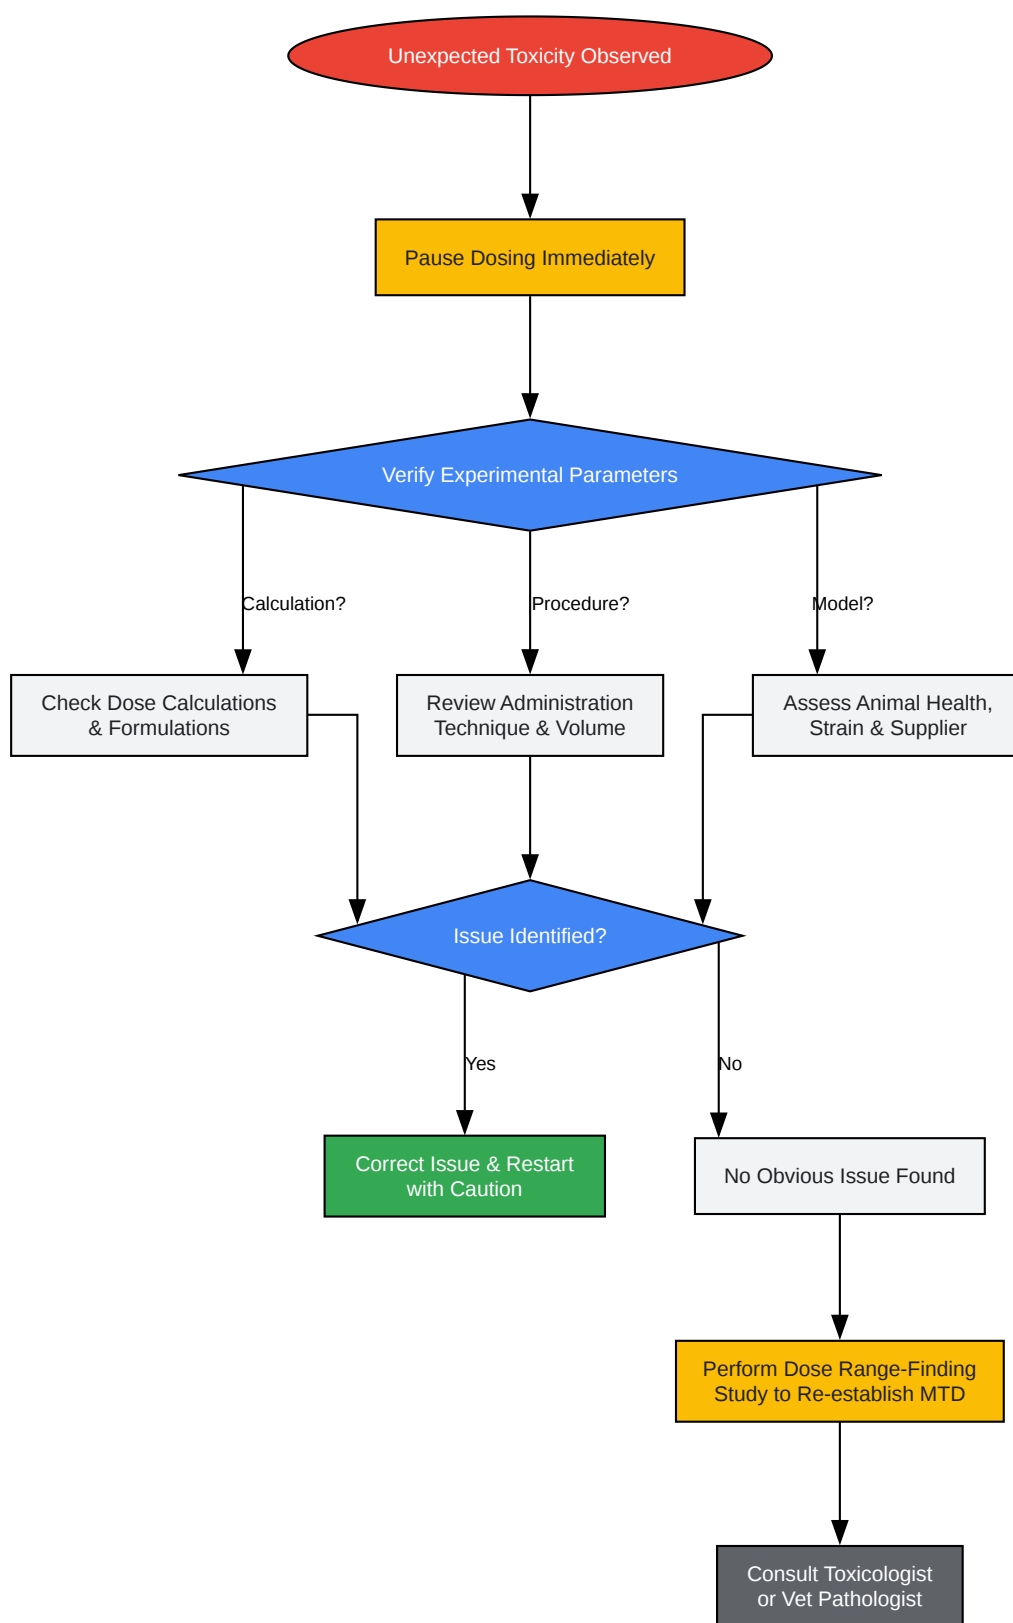 Unexpected Toxicity Observed
Pause Dosing Immediately
Verify Experimental Parameters
Calculation?
Procedure?
Model?
Check Dose Calculations
& Formulations
Review Administration
Technique & Volume
Assess Animal Health,
Strain & Supplier
Issue Identified?
Yes
No
Correct Issue & Restart
with Caution
No Obvious Issue Found
Perform Dose Range-Finding
Study to Re-establish MTD
Consult Toxicologist
or Vet Pathologist